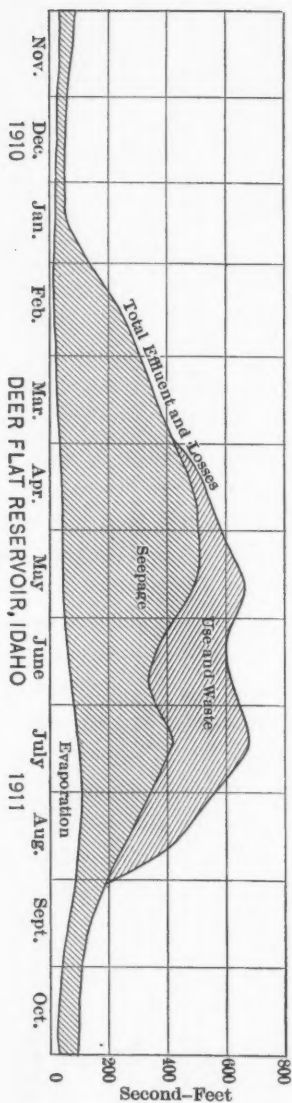 Total Effluent and Losses
Use and Waste
Seepage
Evaporation
Nov. Dec. Jan. Feb. Mar. Apr. May June July Aug. Sept. Oct.
1910 1911
DEER FLAT RESERVOIR, IDAHO
800
600
400
200
0
Second-Feet